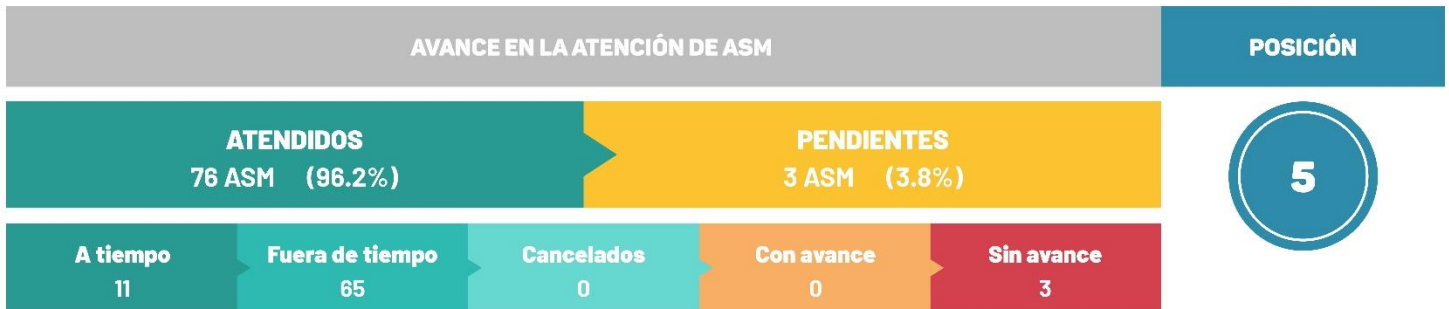 AVANCE EN LA ATENCIÓN DE ASM
POSICIÓN
ATENDIDOS
76 ASM (96.2%)
PENDIENTES
3 ASM (3.8%)
5
A tiempo
11
Fuera de tiempo
65
Cancelados
0
Con avance
0
Sin avance
3